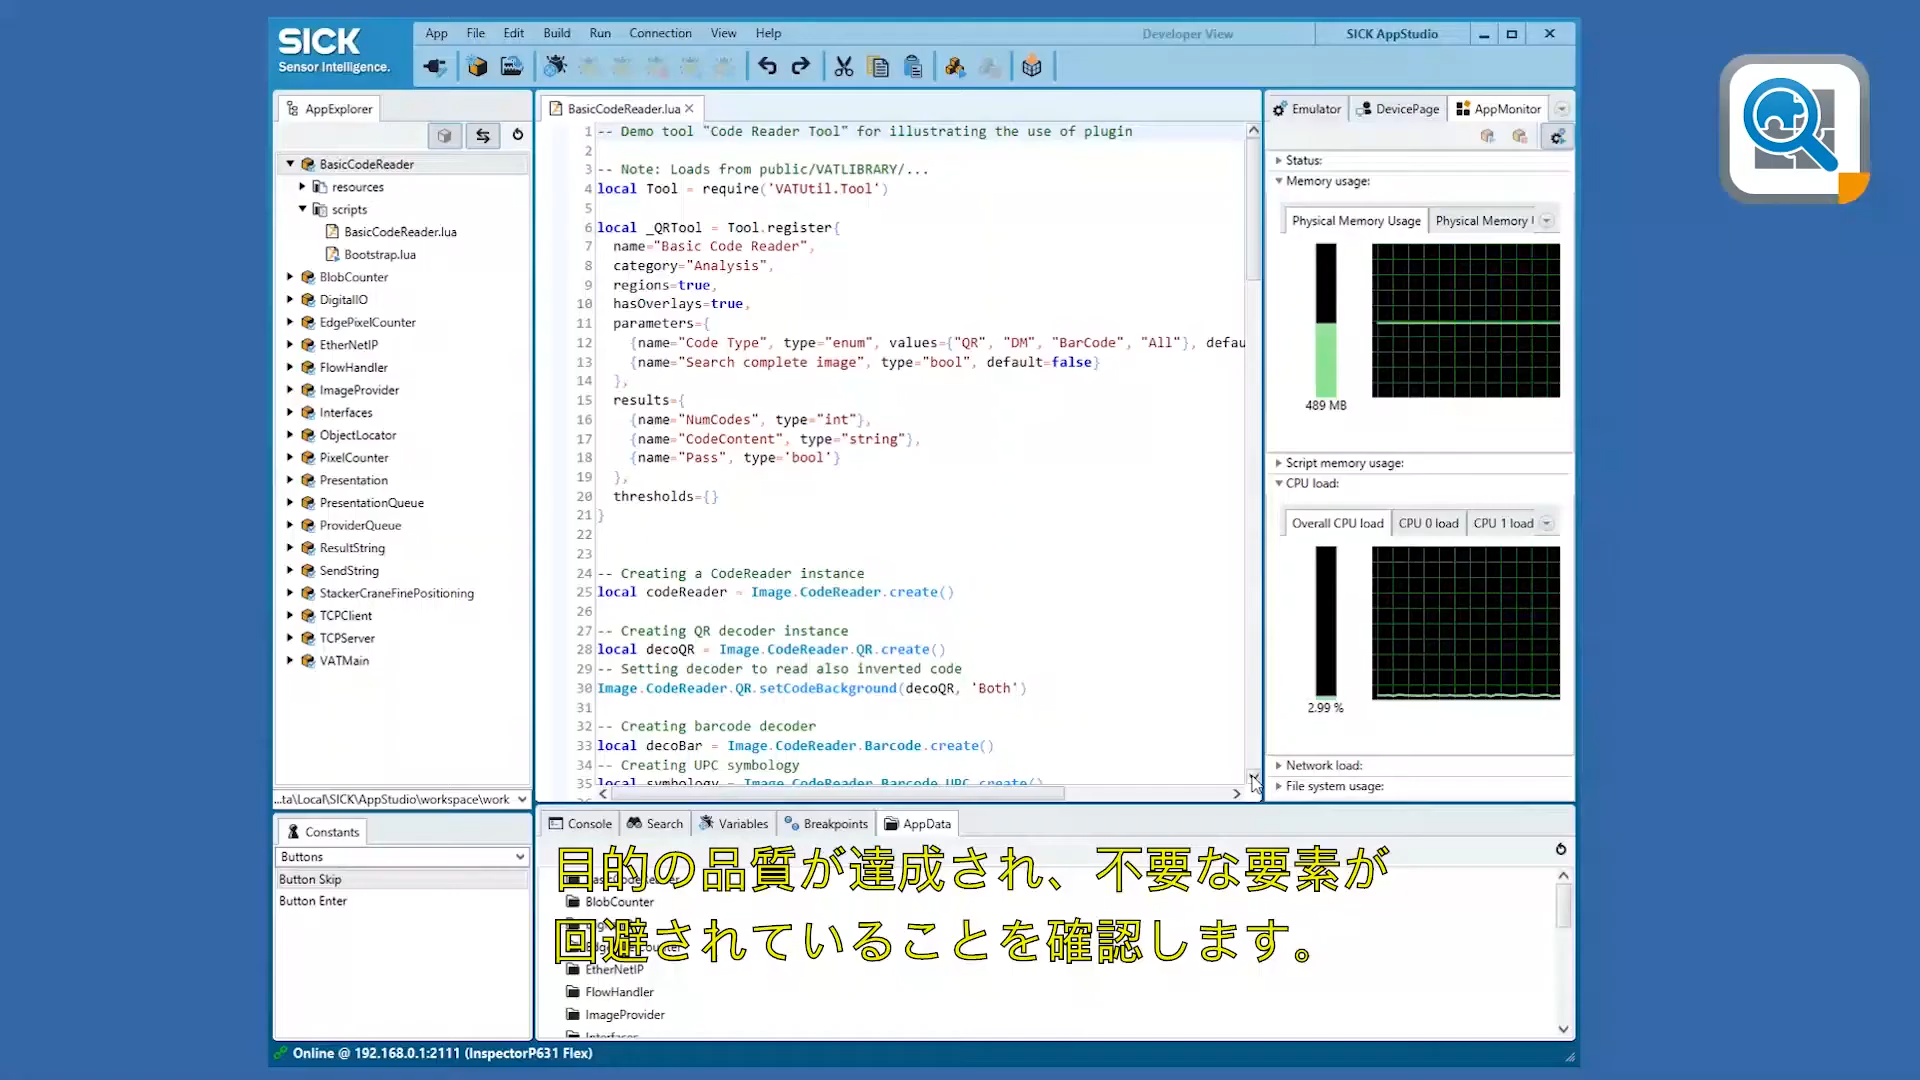 SICK
Sensor Intelligence.
App File Edit Build Run Connection View Help
Developer View
SICK AppStudio
AppExplorer
BasicCodeReader
resources
scripts
BasicCodeReader.lua
Bootstrap.lua
BlobCounter
DigitalIO
EdgePixelCounter
EtherNetIP
FlowHandler
ImageProvider
Interfaces
ObjectLocator
PixelCounter
Presentation
PresentationQueue
ProviderQueue
ResultString
SendString
StackerCraneFinePositioning
TCPClient
TCPServer
VATMain
...ta\Local\SICK\AppStudio\workspace\work
Constants
Buttons
Button Skip
Button Enter
BasicCodeReader.lua
1 -- Demo tool "Code Reader Tool" for illustrating the use of plugin
2
3 -- Note: Loads from public/VATLIBRARY/...
4 local Tool = require('VATUtil.Tool')
5
6 local _QRTool = Tool.register{
7 name="Basic Code Reader",
8 category="Analysis",
9 regions=true,
10 hasOverlays=true,
11 parameters={
12 {name="Code Type", type="enum", values={"QR", "DM", "BarCode", "All"}, defau
13 {name="Search complete image", type="bool", default=false}
14 },
15 results={
16 {name="NumCodes", type="int"},
17 {name="CodeContent", type="string"},
18 {name="Pass", type='bool'}
19 },
20 thresholds={}
21 }
22
23
24 -- Creating a CodeReader instance
25 local codeReader = Image.CodeReader.create()
26
27 -- Creating QR decoder instance
28 local decoQR = Image.CodeReader.QR.create()
29 -- Setting decoder to read also inverted code
30 Image.CodeReader.QR.setCodeBackground(decoQR, 'Both')
31
32 -- Creating barcode decoder
33 local decoBar = Image.CodeReader.Barcode.create()
34 -- Creating UPC symbology
35 local symbology = Image.CodeReader.Barcode.UPC.create()
Emulator DevicePage AppMonitor
Status:
Memory usage:
Physical Memory Usage Physical Memory
489 MB
Script memory usage:
CPU load:
Overall CPU load CPU 0 load CPU 1 load
2.99 %
Network load:
File system usage:
Console Search Variables Breakpoints AppData
BlobCounter
EtherNetIP
FlowHandler
ImageProvider
目的の品質が達成され、不要な要素が
回避されていることを確認します。
Online @ 192.168.0.1:2111 (InspectorP631 Flex)